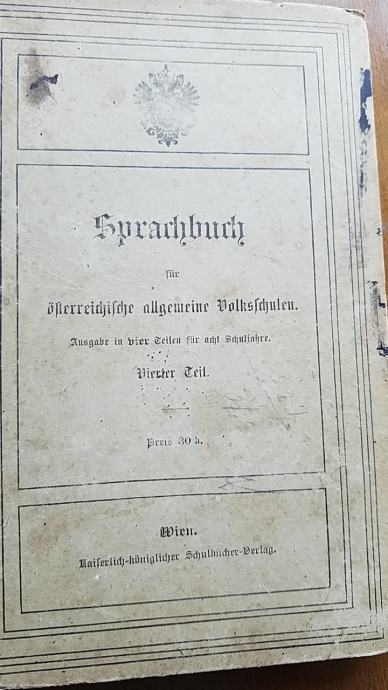 Sprachbuch
für
österreichische allgemeine Volksschulen.
Ausgabe in vier Teilen für acht Schuljahre.
Vierter Teil.
Preis 30 h.
Wien.
Kaiserlich-königlicher Schulbücher-Verlag.